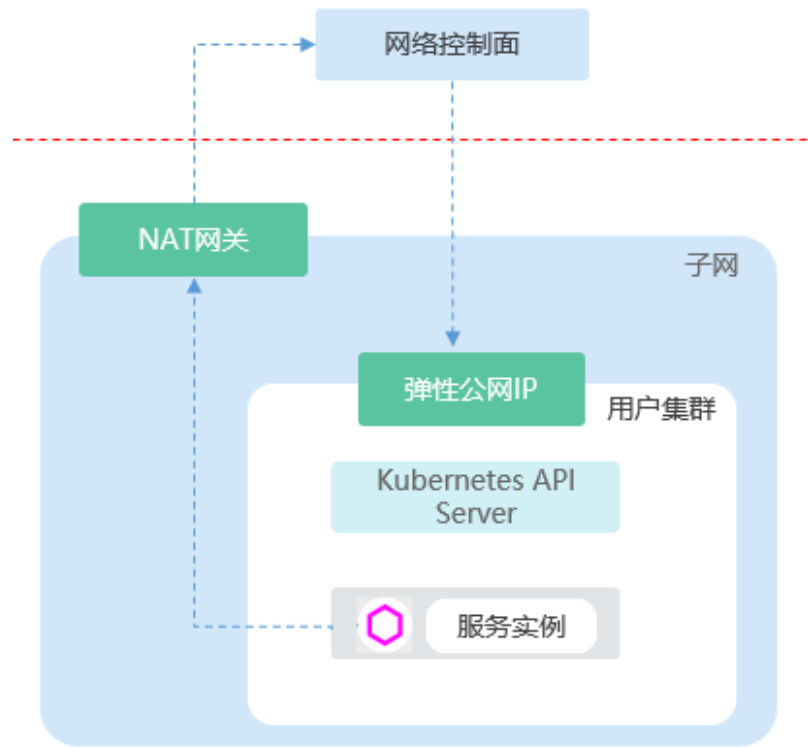 网络控制面
NAT网关
子网
弹性公网IP
用户集群
Kubernetes API
Server
服务实例